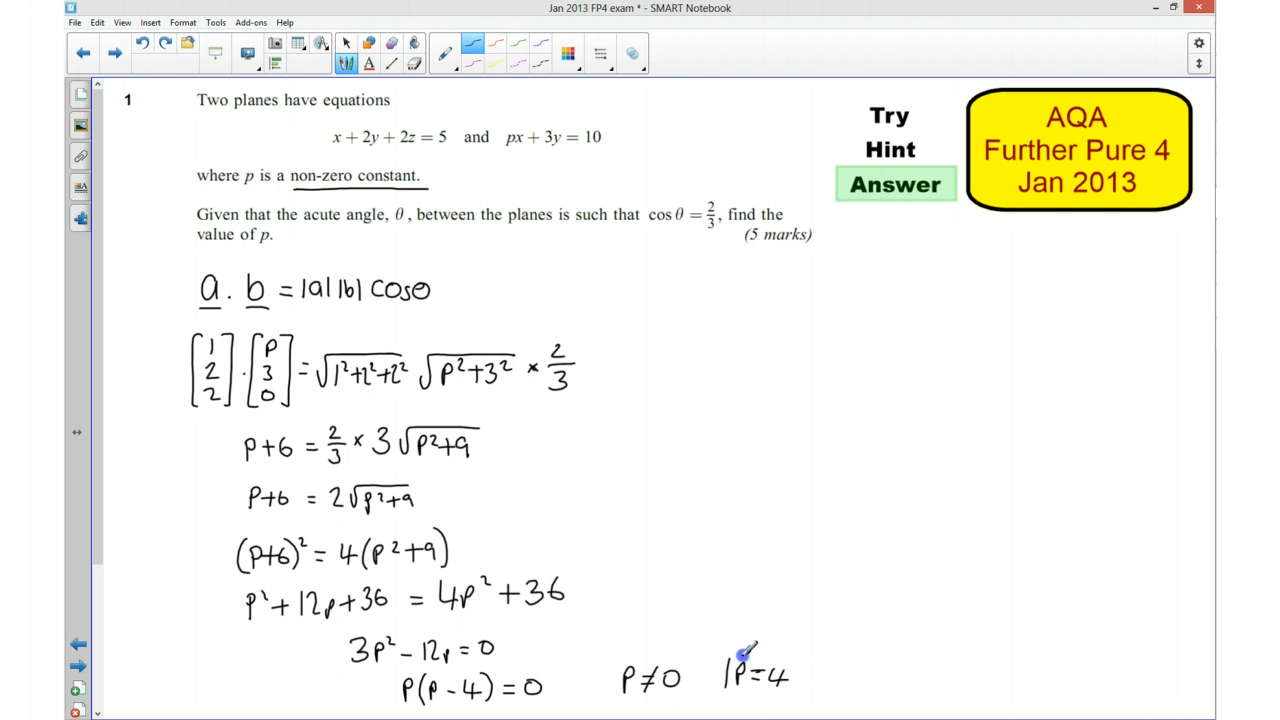 Jan 2013 FP4 exam * - SMART Notebook
File Edit View Insert Format Tools Add-ons Help
1 Two planes have equations
x + 2y + 2z = 5 and px + 3y = 10
where p is a non-zero constant.
Given that the acute angle, θ, between the planes is such that cos θ = 2/3, find the
value of p. (5 marks)
Try
Hint
Answer
AQA
Further Pure 4
Jan 2013
a . b = |a||b| cosθ
[1 2 2] . [p 3 0] = √(1²+2²+2²) √(p²+3²) × 2/3
p+6 = 2/3 × 3√(p²+9)
p+6 = 2√(p²+9)
(p+6)² = 4(p²+9)
p² + 12p + 36 = 4p² + 36
3p² - 12p = 0
p(p - 4) = 0 p ≠ 0 | p = 4